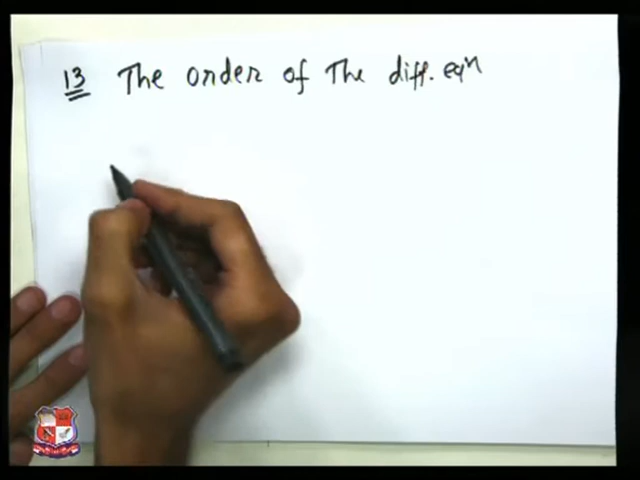 13 The order of The diff. eqn